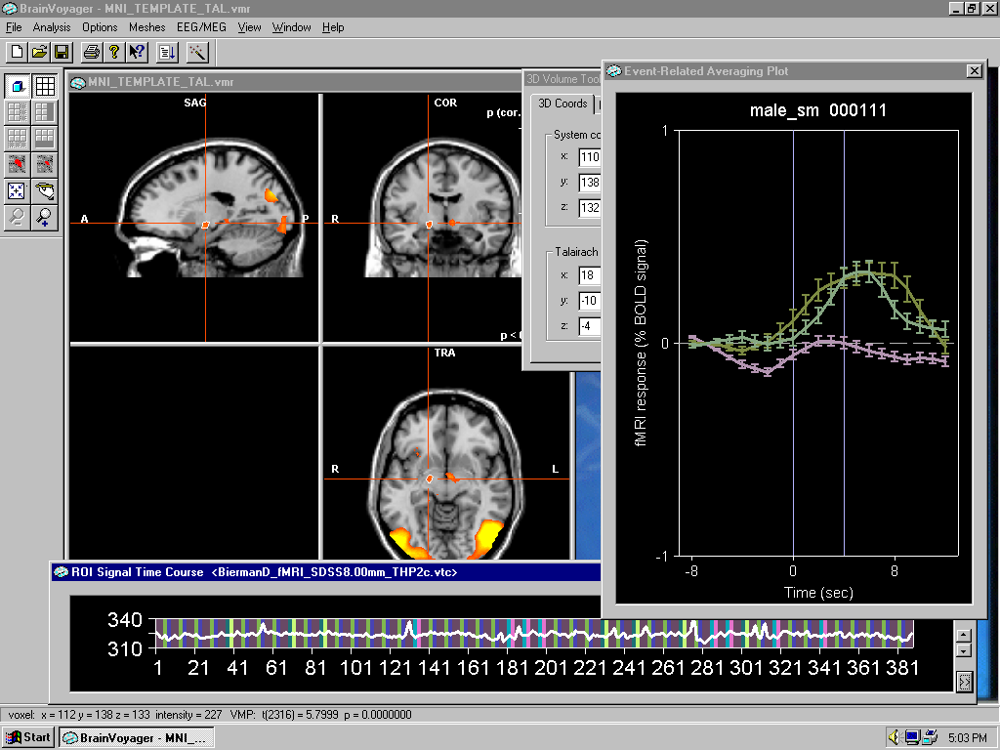 BrainVoyager - MNI_TEMPLATE_TAL.vmr
File Analysis Options Meshes EEG/MEG View Window Help
MNI_TEMPLATE_TAL.vmr
SAG
A
P
COR
p (cor.
R
p <
TRA
R
L
3D Volume Tool
3D Coords
System co
x: 110
y: 138
z: 132
Talairach
x: 18
y: -10
z: -4
Event-Related Averaging Plot
male_sm 000111
1
0
-1
fMRI response (% BOLD signal)
-8 0 8
Time (sec)
ROI Signal Time Course <BiermanD_fMRI_SDSS8.00mm_THP2c.vtc>
340
310
1 21 41 61 81 101 121 141 161 181 201 221 241 261 281 301 321 341 361 381
voxel: x = 112 y = 138 z = 133 intensity = 227 VMP: t(2316) = 5.7999 p = 0.0000000
Start
BrainVoyager - MNI_...
5:03 PM